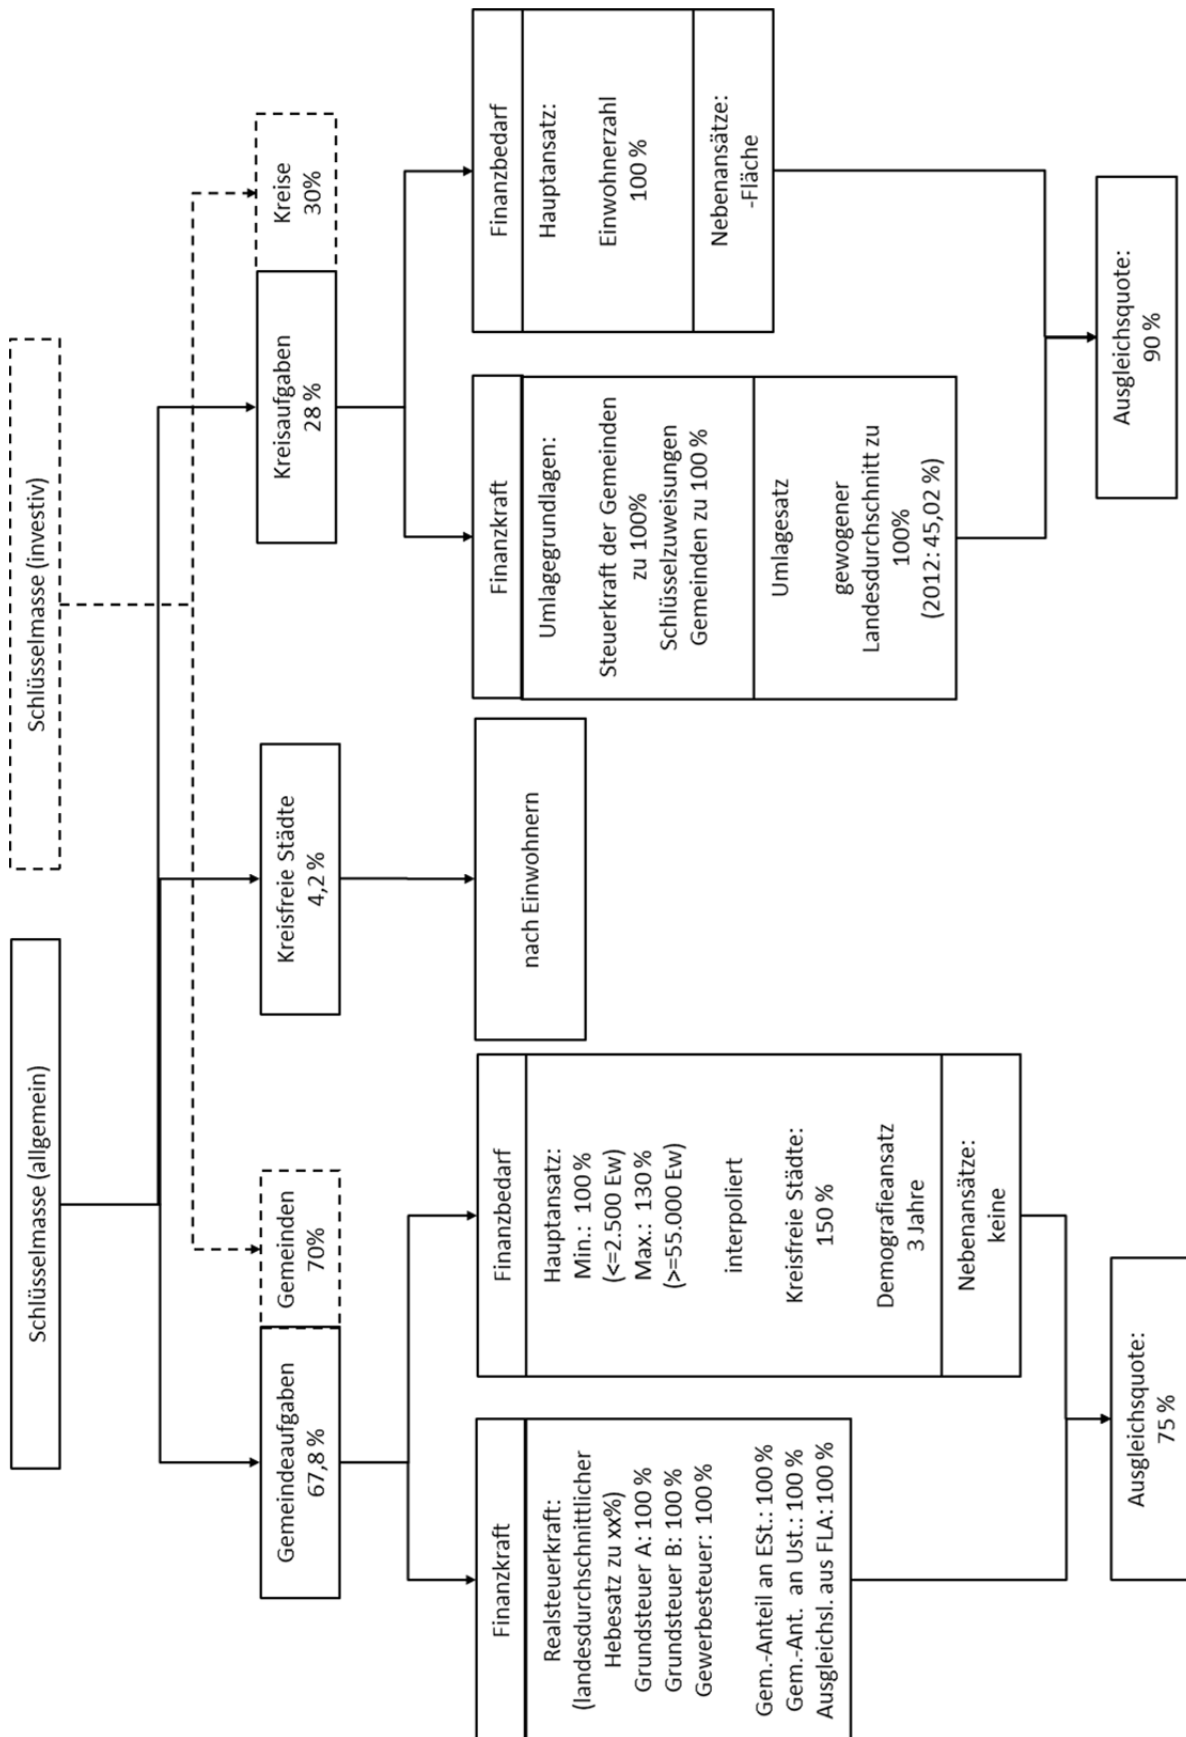 Schlüsselmasse (allgemein)
Schlüsselmasse (investiv)
Gemeindeaufgaben
67,8 %
Gemeinden
70%
Kreisfreie Städte
4,2 %
Kreisaufgaben
28 %
Kreise
30%
Finanzkraft
Realsteuerkraft:
(landesdurchschnittlicher
Hebesatz zu xx%)
Grundsteuer A: 100 %
Grundsteuer B: 100 %
Gewerbesteuer: 100 %
Gem.-Anteil an ESt.: 100 %
Gem.-Ant. an Ust.: 100 %
Ausgleichsl. aus FLA: 100 %
Finanzbedarf
Hauptansatz:
Min.: 100 %
(<=2.500 Ew)
Max.: 130 %
(>=55.000 Ew)
interpoliert
Kreisfreie Städte:
150 %
Demografieansatz
3 Jahre
Nebenansätze:
keine
nach Einwohnern
Finanzkraft
Umlagegrundlagen:
Steuerkraft der Gemeinden
zu 100%
Schlüsselzuweisungen
Gemeinden zu 100 %
Umlagesatz
gewogener
Landesdurchschnitt zu
100%
(2012: 45,02 %)
Finanzbedarf
Hauptansatz:
Einwohnerzahl
100 %
Nebenansätze:
-Fläche
Ausgleichsquote:
75 %
Ausgleichsquote:
90 %